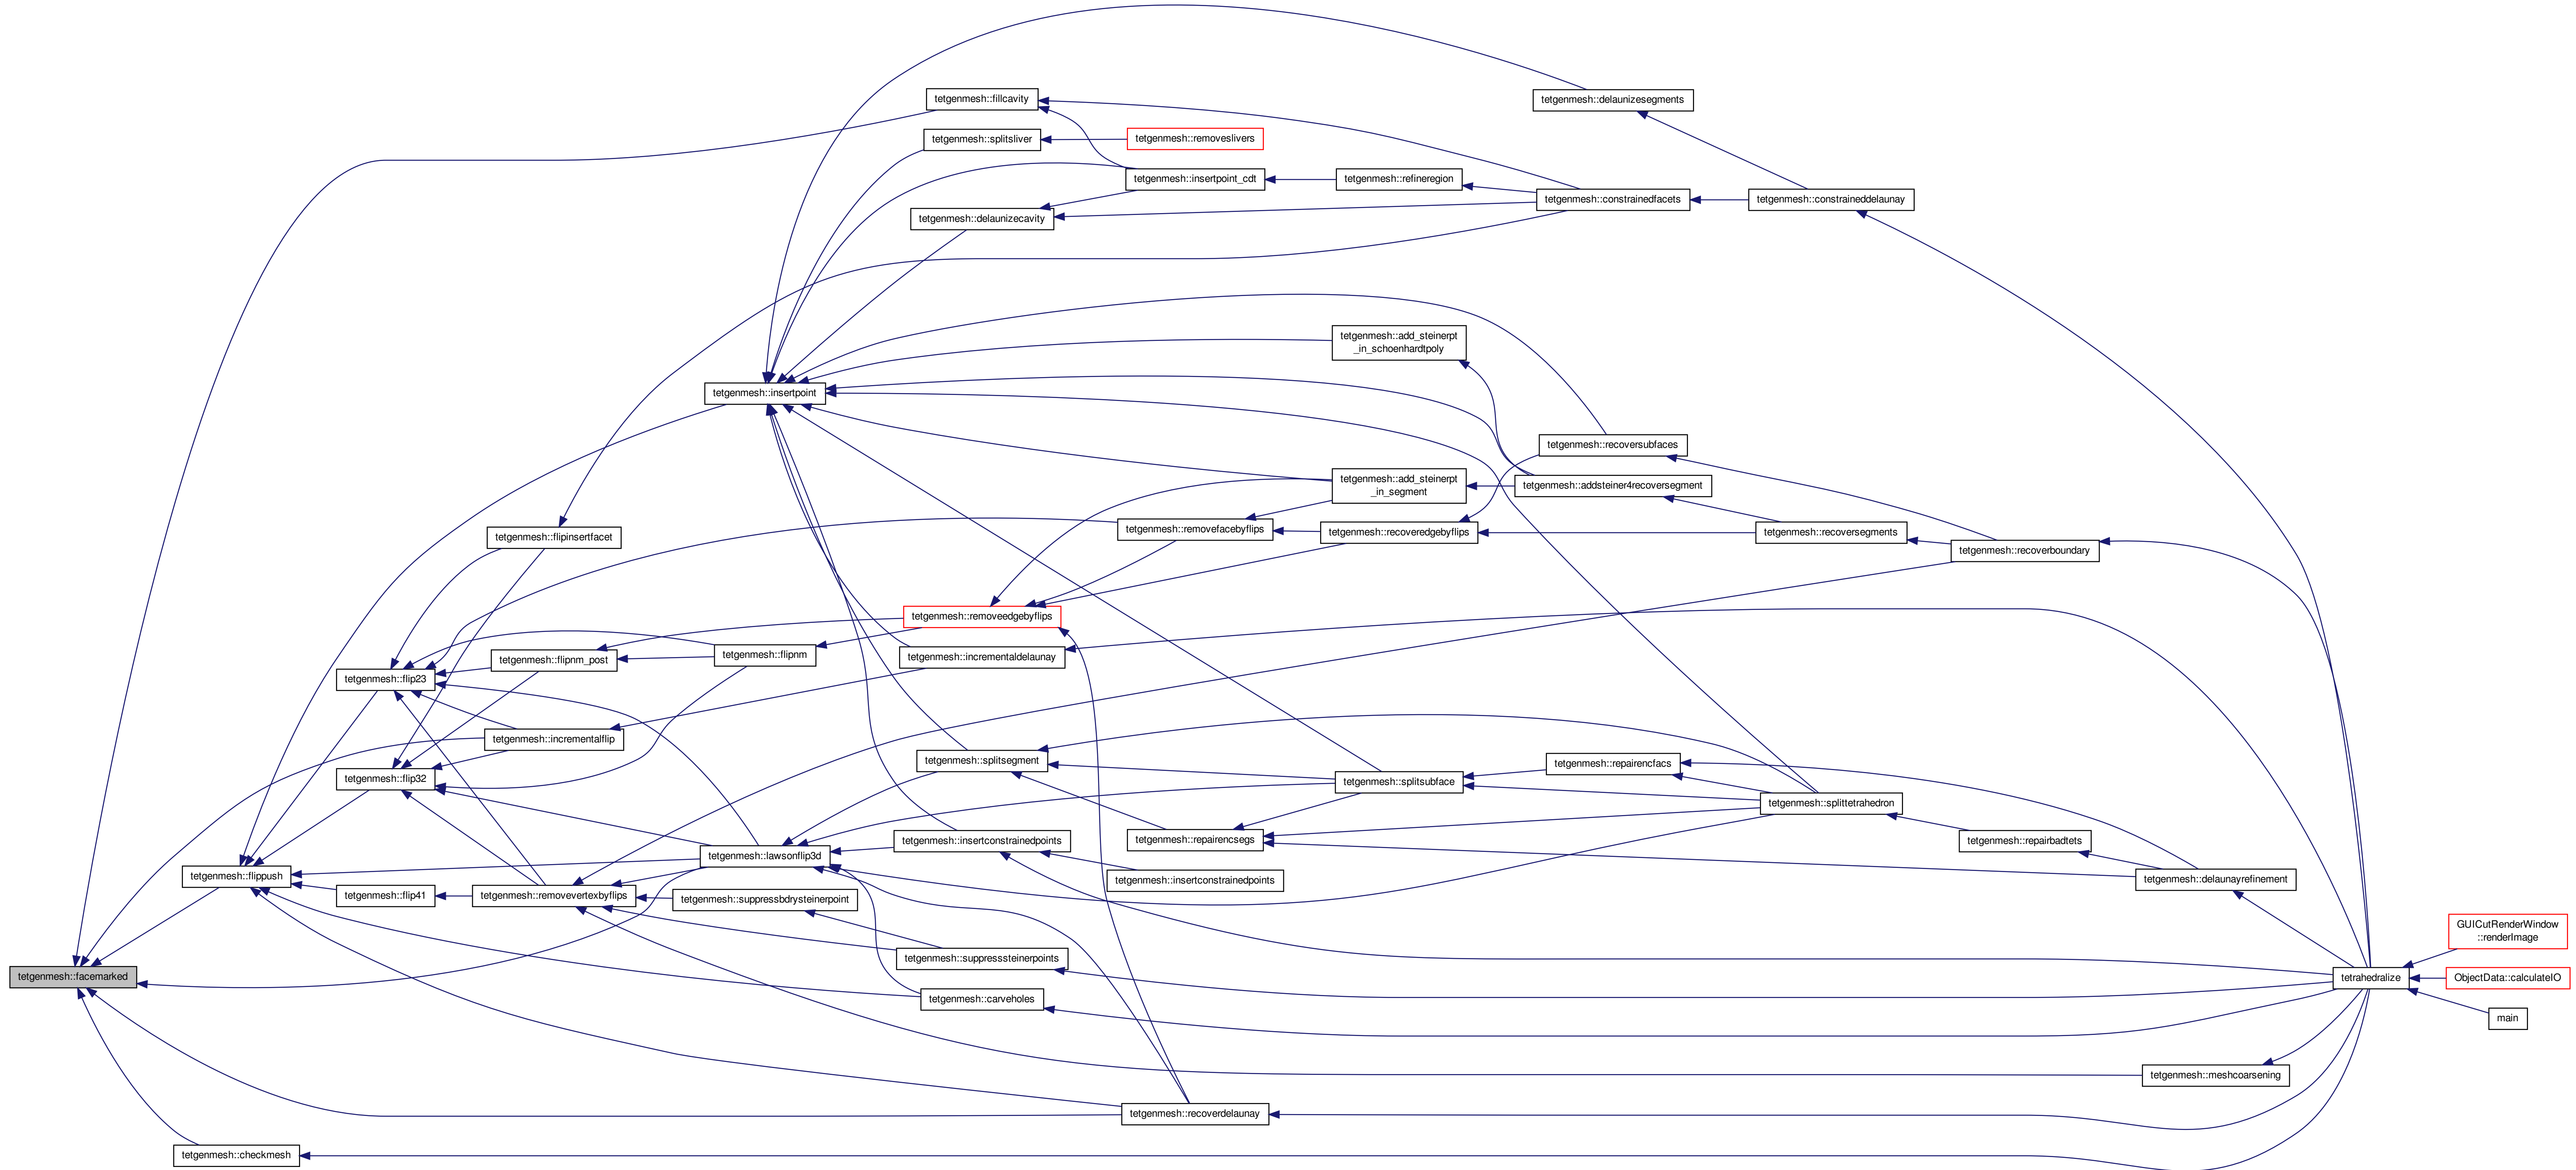 tetgenmesh::fillcavity
tetgenmesh::delaunizesegments
tetgenmesh::splitsliver
tetgenmesh::removeslivers
tetgenmesh::insertpoint_cdt
tetgenmesh::refineregion
tetgenmesh::constrainedfacets
tetgenmesh::constraineddelaunay
tetgenmesh::delaunizecavity
tetgenmesh::add_steinerpt
_in_schoenhardtpoly
tetgenmesh::insertpoint
tetgenmesh::recoversubfaces
tetgenmesh::add_steinerpt
_in_segment
tetgenmesh::addsteiner4recoversegment
tetgenmesh::flipinsertfacet
tetgenmesh::removefacebyflips
tetgenmesh::recoveredgebyflips
tetgenmesh::recoversegments
tetgenmesh::recoverboundary
tetgenmesh::removeedgebyflips
tetgenmesh::flipnm_post
tetgenmesh::flipnm
tetgenmesh::incrementaldelaunay
tetgenmesh::flip23
tetgenmesh::incrementalflip
tetgenmesh::splitsegment
tetgenmesh::repairencfacs
tetgenmesh::flip32
tetgenmesh::splitsubface
tetgenmesh::splittetrahedron
tetgenmesh::insertconstrainedpoints
tetgenmesh::repairencsegs
tetgenmesh::repairbadtets
tetgenmesh::lawsonflip3d
tetgenmesh::flippush
tetgenmesh::insertconstrainedpoints
tetgenmesh::delaunayrefinement
tetgenmesh::flip41
tetgenmesh::removevertexbyflips
tetgenmesh::suppressbdrysteinerpoint
GUICutRenderWindow
::renderImage
tetgenmesh::suppresssteinerpoints
tetgenmesh::facemarked
tetrahedralize
ObjectData::calculateIO
tetgenmesh::carveholes
main
tetgenmesh::meshcoarsening
tetgenmesh::recoverdelaunay
tetgenmesh::checkmesh